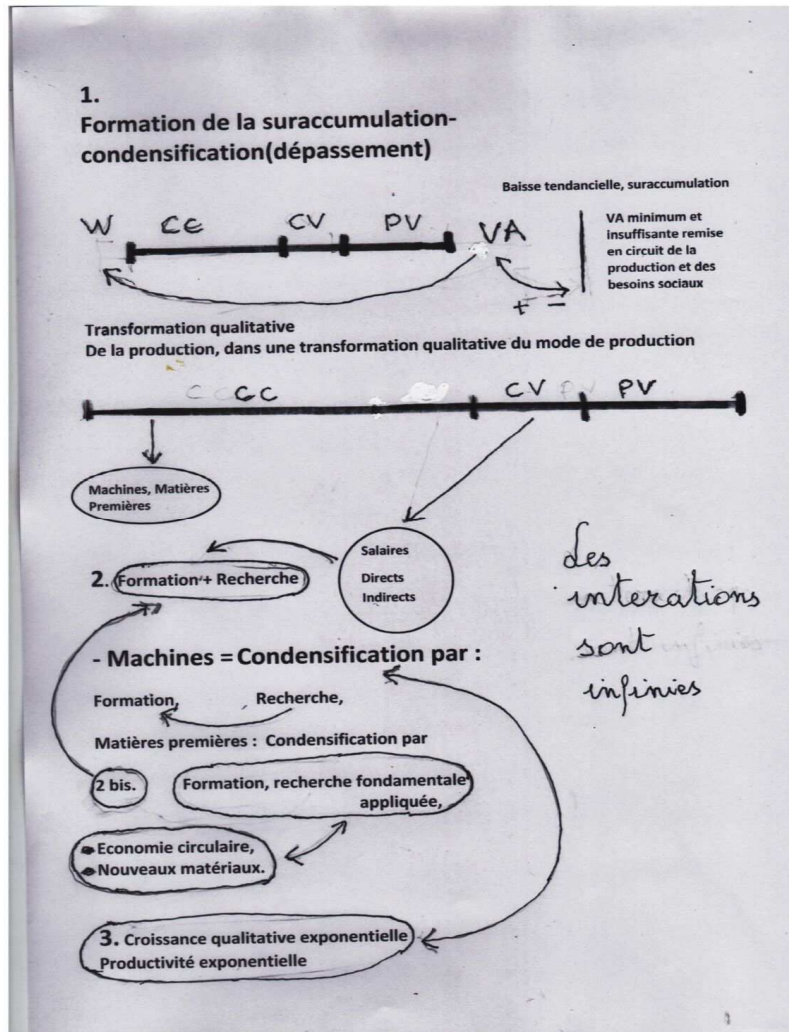 1.
Formation de la suraccumulation-
condensification(dépassement)
Baisse tendancielle, suraccumulation
W CC CV PV VA
VA minimum et
insuffisante remise
en circuit de la
production et des
besoins sociaux
+ =
Transformation qualitative
De la production, dans une transformation qualitative du mode de production
CC CV PV
Machines, Matières
Premières
Salaires
Directs
Indirects
2. Formation + Recherche
des
interations
sont
infinies
- Machines = Condensification par :
Formation, , Recherche,
Matières premières : Condensification par
2 bis.
Formation, recherche fondamentale
appliquée,
Economie circulaire,
Nouveaux matériaux.
3. Croissance qualitative exponentielle
Productivité exponentielle